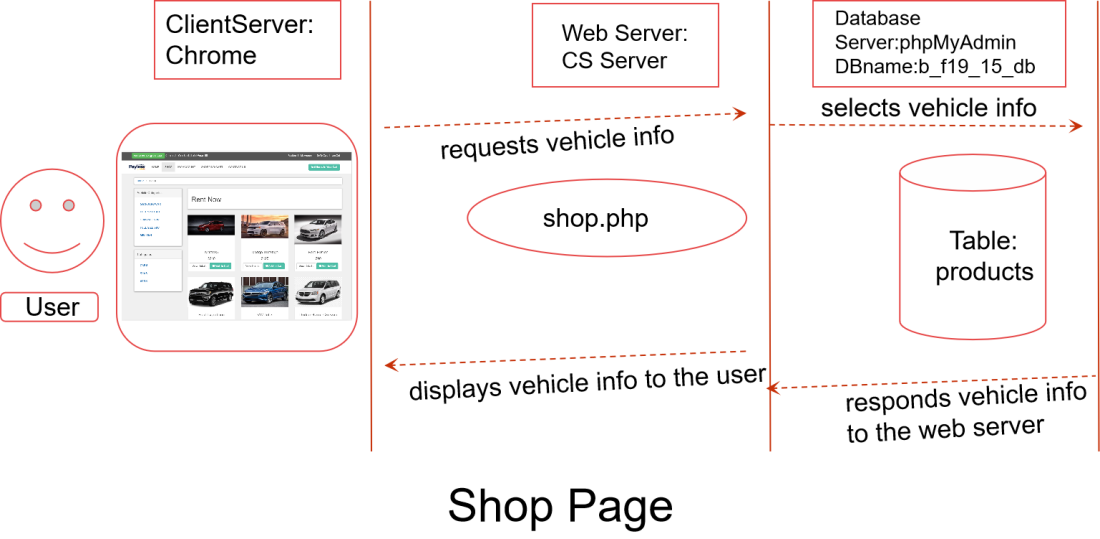 ClientServer:
Chrome
Web Server:
CS Server
Database
Server:phpMyAdmin
DBname:b_f19_15_db
requests vehicle info
selects vehicle info
Rent Now
shop.php
Table:
products
User
displays vehicle info to the user
responds vehicle info
to the web server
Shop Page